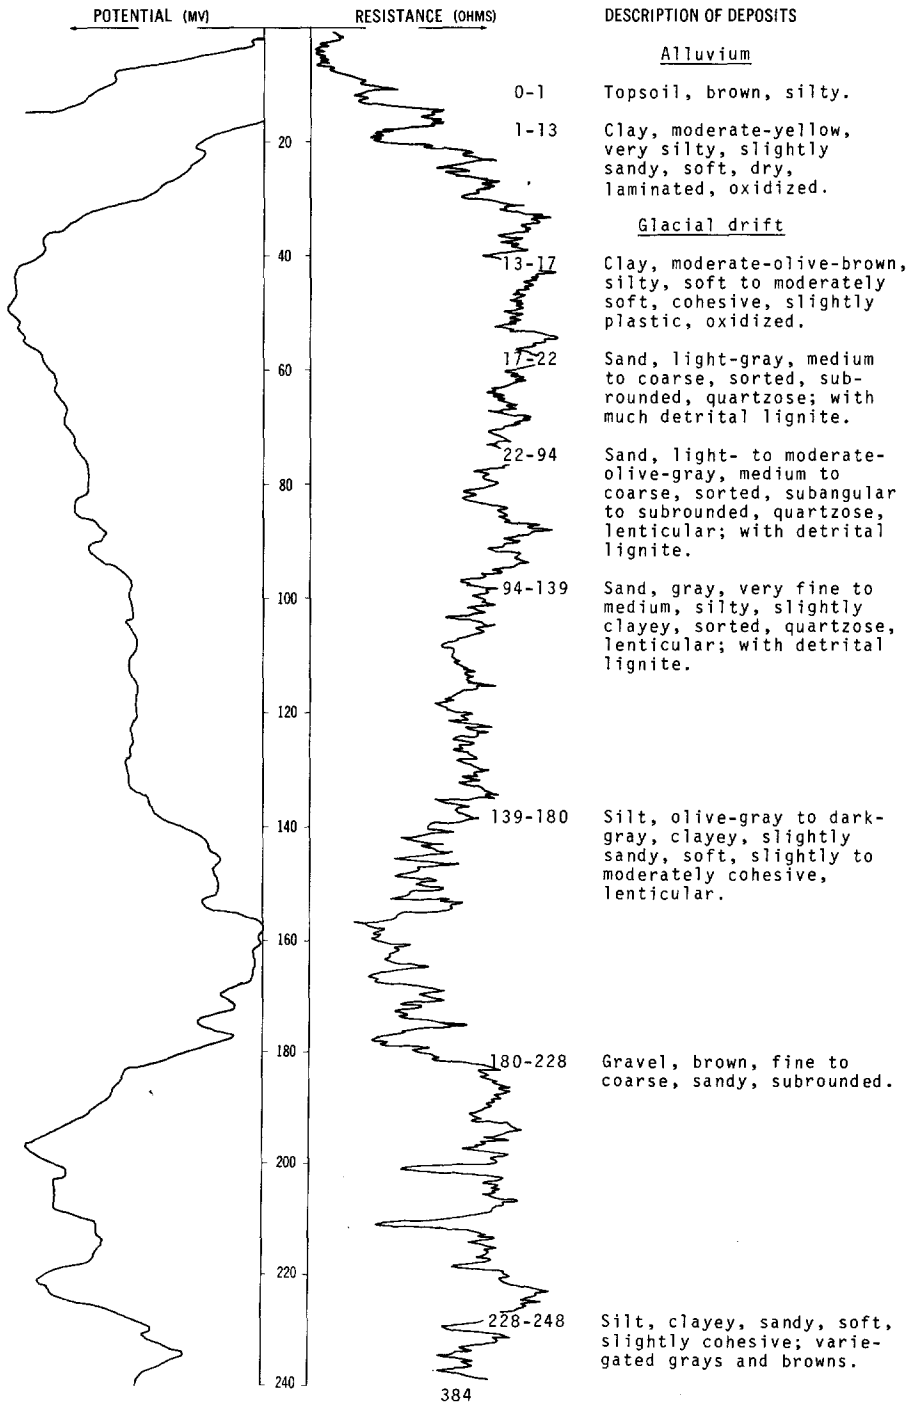 POTENTIAL (MV)
RESISTANCE (OHMS)
DESCRIPTION OF DEPOSITS
Alluvium
0-1 Topsoil, brown, silty.
1-13 Clay, moderate-yellow,
very silty, slightly
sandy, soft, dry,
laminated, oxidized.
Glacial drift
13-17 Clay, moderate-olive-brown,
silty, soft to moderately
soft, cohesive, slightly
plastic, oxidized.
17-22 Sand, light-gray, medium
to coarse, sorted, sub-
rounded, quartzose; with
much detrital lignite.
22-94 Sand, light- to moderate-
olive-gray, medium to
coarse, sorted, subangular
to subrounded, quartzose,
lenticular; with detrital
lignite.
94-139 Sand, gray, very fine to
medium, silty, slightly
clayey, sorted, quartzose,
lenticular; with detrital
lignite.
139-180 Silt, olive-gray to dark-
gray, clayey, slightly
sandy, soft, slightly to
moderately cohesive,
lenticular.
180-228 Gravel, brown, fine to
coarse, sandy, subrounded.
228-248 Silt, clayey, sandy, soft,
slightly cohesive; varie-
gated grays and browns.
20
40
60
80
100
120
140
160
180
200
220
240
384